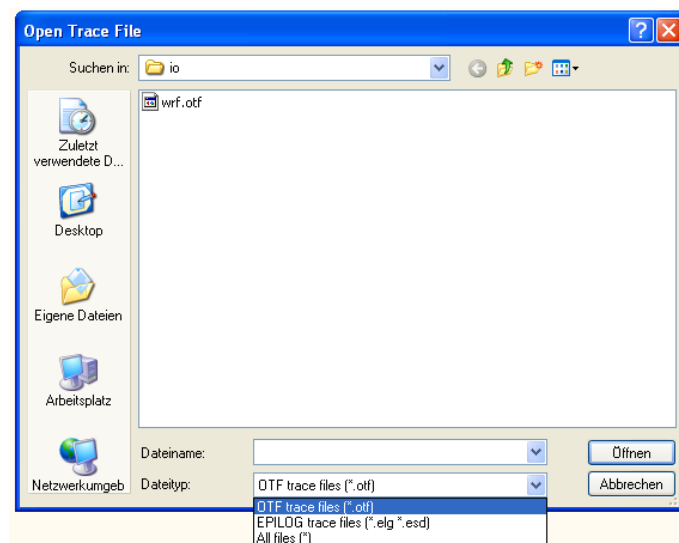 Open Trace File
Suchen in: io
wrf.otf
Zuletzt
verwendete D...
Desktop
Eigene Dateien
Arbeitsplatz
Netzwerkumgeb
Dateiname:
Öffnen
Dateityp: OTF trace files (*.otf)
Abbrechen
OTF trace files (*.otf)
EPILOG trace files (*.elg *.esd)
All files (*)